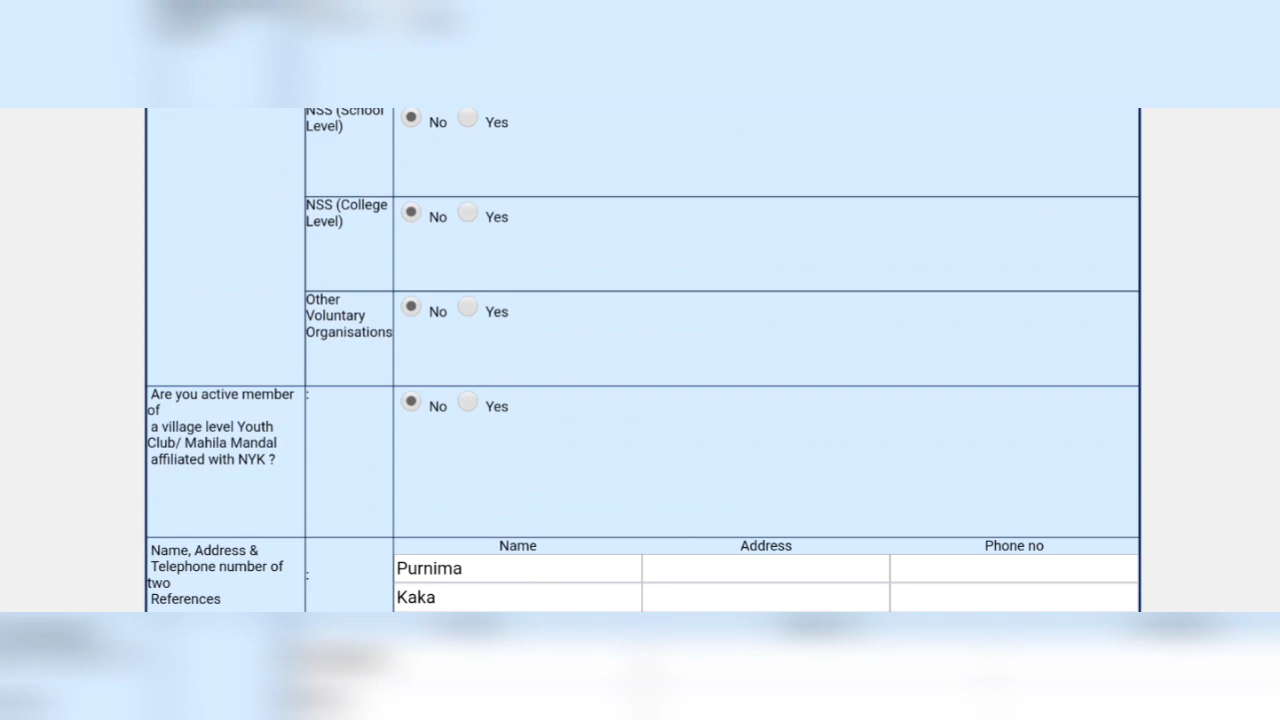 NSS (School
Level)
No Yes
NSS (College
Level)
No Yes
Other
Voluntary
Organisations
No Yes
Are you active member
of
a village level Youth
Club/ Mahila Mandal
affiliated with NYK ?
:
No Yes
Name, Address &
Telephone number of
two
References
:
Name Address Phone no
Purnima
Kaka